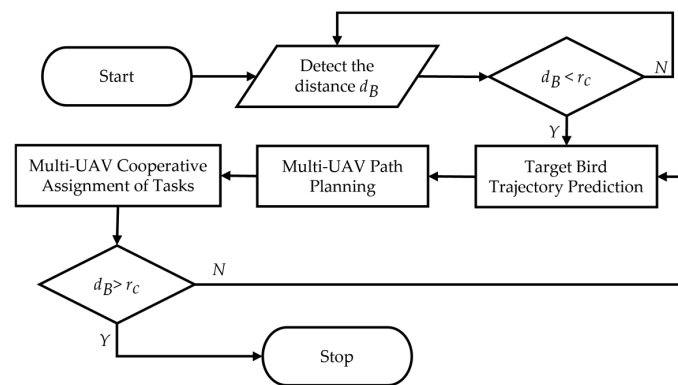 Start
Detect the
distance d_B
d_B < r_c
N
Y
Multi-UAV Cooperative
Assignment of Tasks
Multi-UAV Path
Planning
Target Bird
Trajectory Prediction
d_B > r_c
N
Y
Stop